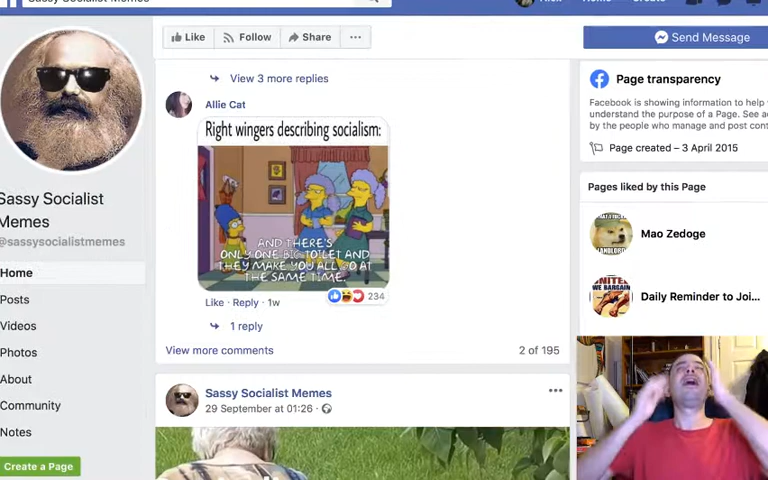 Sassy Socialist Memes
Like
Follow
Share
Send Message
View 3 more replies
Allie Cat
Right wingers describing socialism:
AND THERE'S
ONLY ONE BIG TOILET AND
THEY MAKE YOU ALL GO AT
THE SAME TIME.
Like · Reply · 1w
234
1 reply
View more comments
2 of 195
Sassy Socialist Memes
29 September at 01:26
Sassy Socialist
Memes
@sassysocialistmemes
Home
Posts
Videos
Photos
About
Community
Notes
Create a Page
Page transparency
Facebook is showing information to help
understand the purpose of a Page. See
by the people who manage and post
Page created – 3 April 2015
Pages liked by this Page
Mao Zedoge
Daily Reminder to Joi...